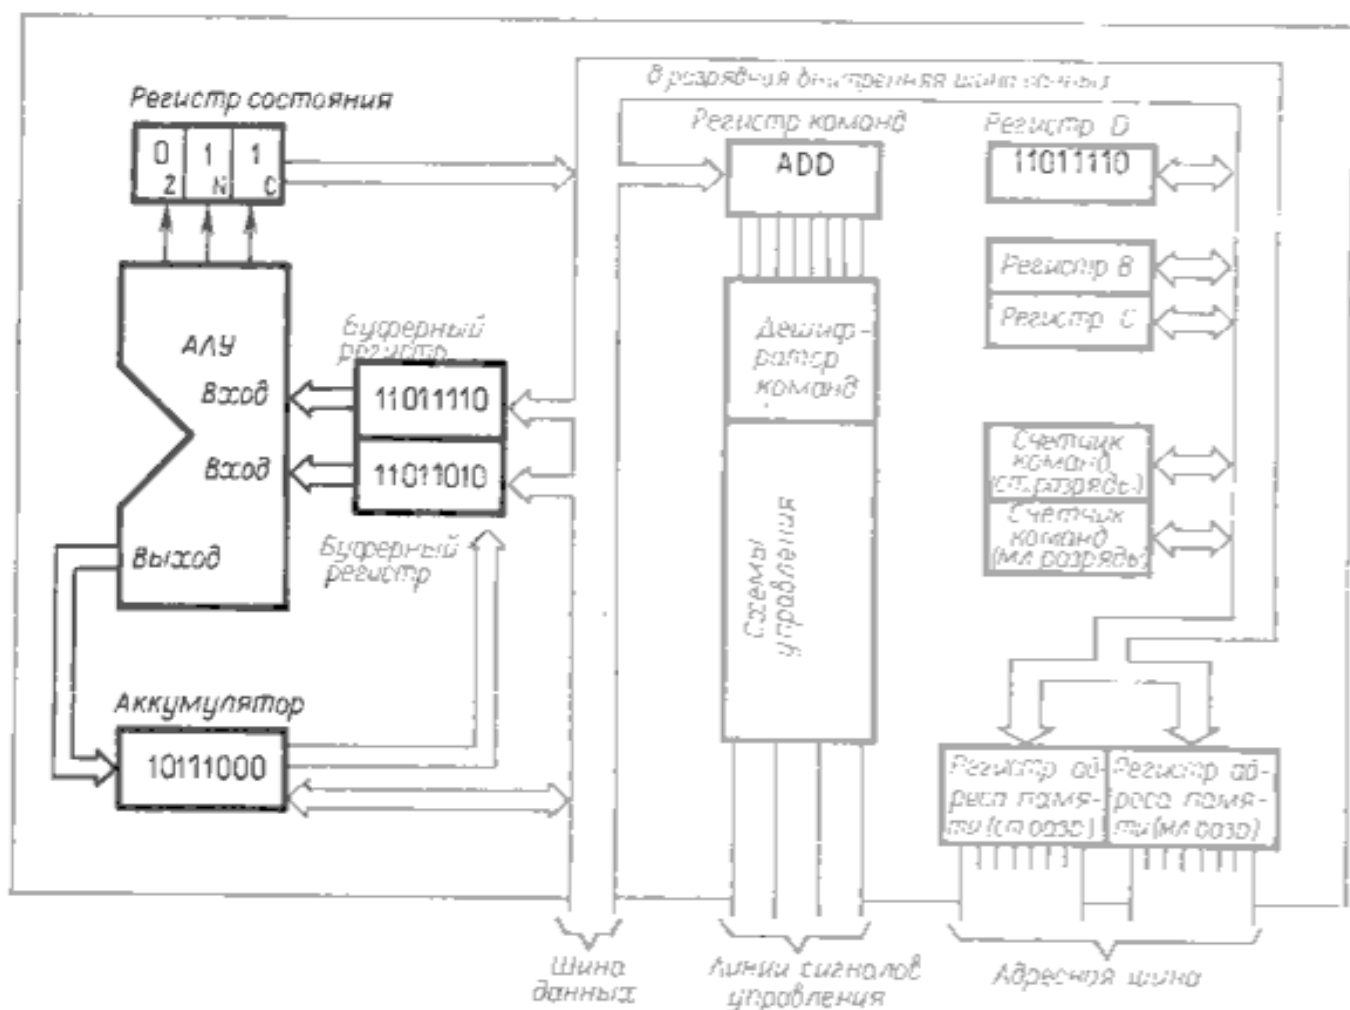 8 разрядная внутренняя шина данных
Регистр состояния
0 1 1
Z N C
Регистр команд
ADD
Регистр D
11011110
Регистр B
Регистр C
АЛУ
Вход
Вход
Выход
Буферный
регистр
11011110
11011010
Буферный
регистр
Дешиф-
ратор
команд
Схемы
управления
Счетчик
команд
(ст. разряды)
Счетчик
команд
(мл разряды)
Аккумулятор
10111000
Регистр ад-
реса памя-
ти (ст разр)
Регистр ад-
реса памя-
ти (мл разр)
Шина
данных
Линии сигналов
управления
Адресная шина